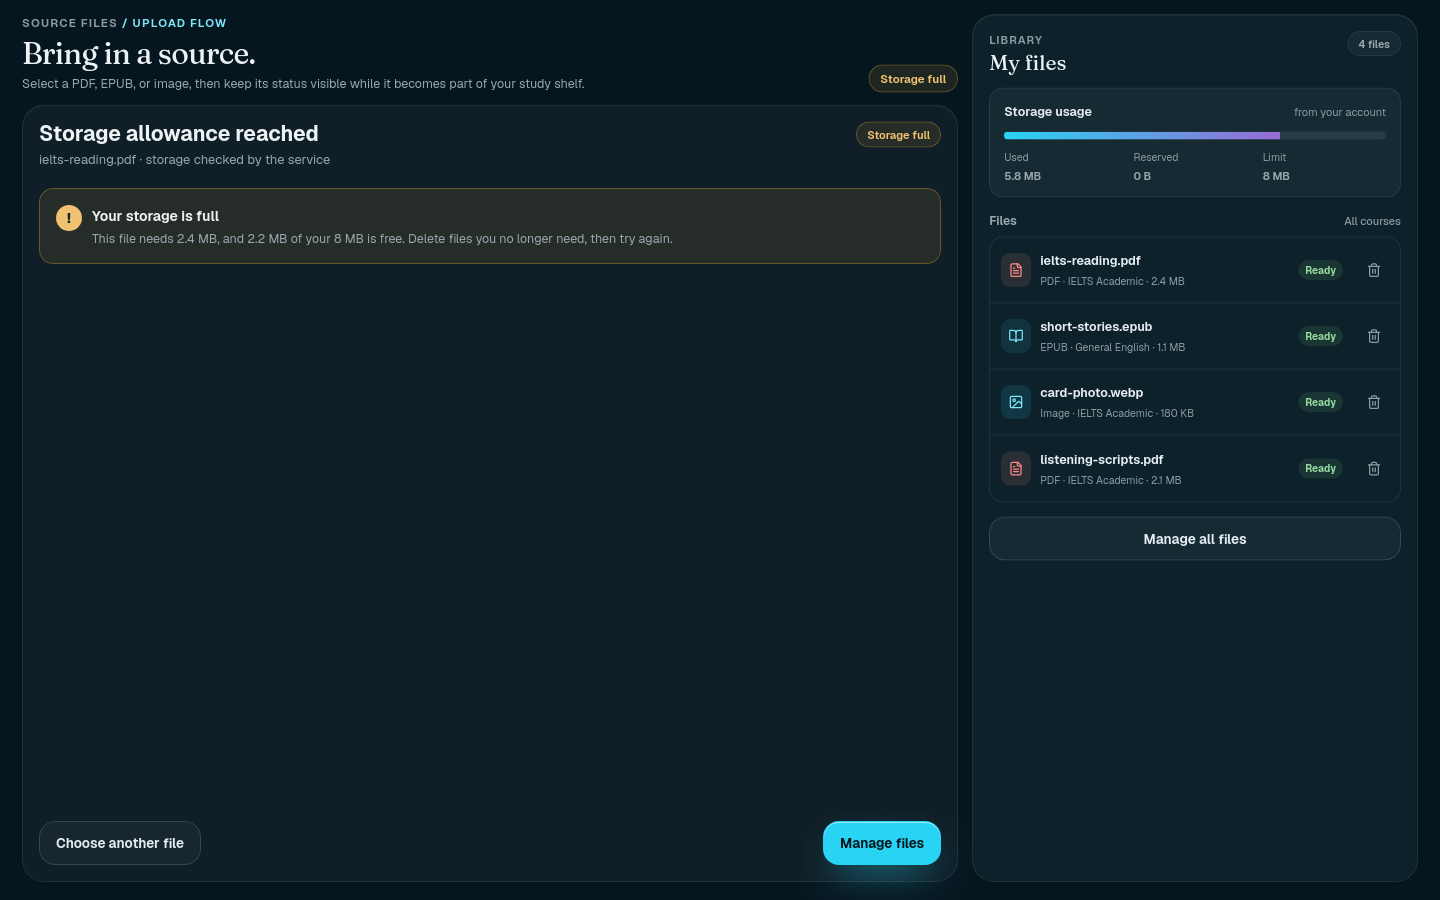 SOURCE FILES / UPLOAD FLOW
Bring in a source.
Select a PDF, EPUB, or image, then keep its status visible while it becomes part of your study shelf.
Storage full
Storage allowance reached
Storage full
ielts-reading.pdf · storage checked by the service
!
Your storage is full
This file needs 2.4 MB, and 2.2 MB of your 8 MB is free. Delete files you no longer need, then try again.
Choose another file
Manage files
LIBRARY
4 files
My files
Storage usage
from your account
Used
Reserved
Limit
5.8 MB
0 B
8 MB
Files
All courses
ielts-reading.pdf
PDF · IELTS Academic · 2.4 MB
Ready
short-stories.epub
EPUB · General English · 1.1 MB
Ready
card-photo.webp
Image · IELTS Academic · 180 KB
Ready
listening-scripts.pdf
PDF · IELTS Academic · 2.1 MB
Ready
Manage all files